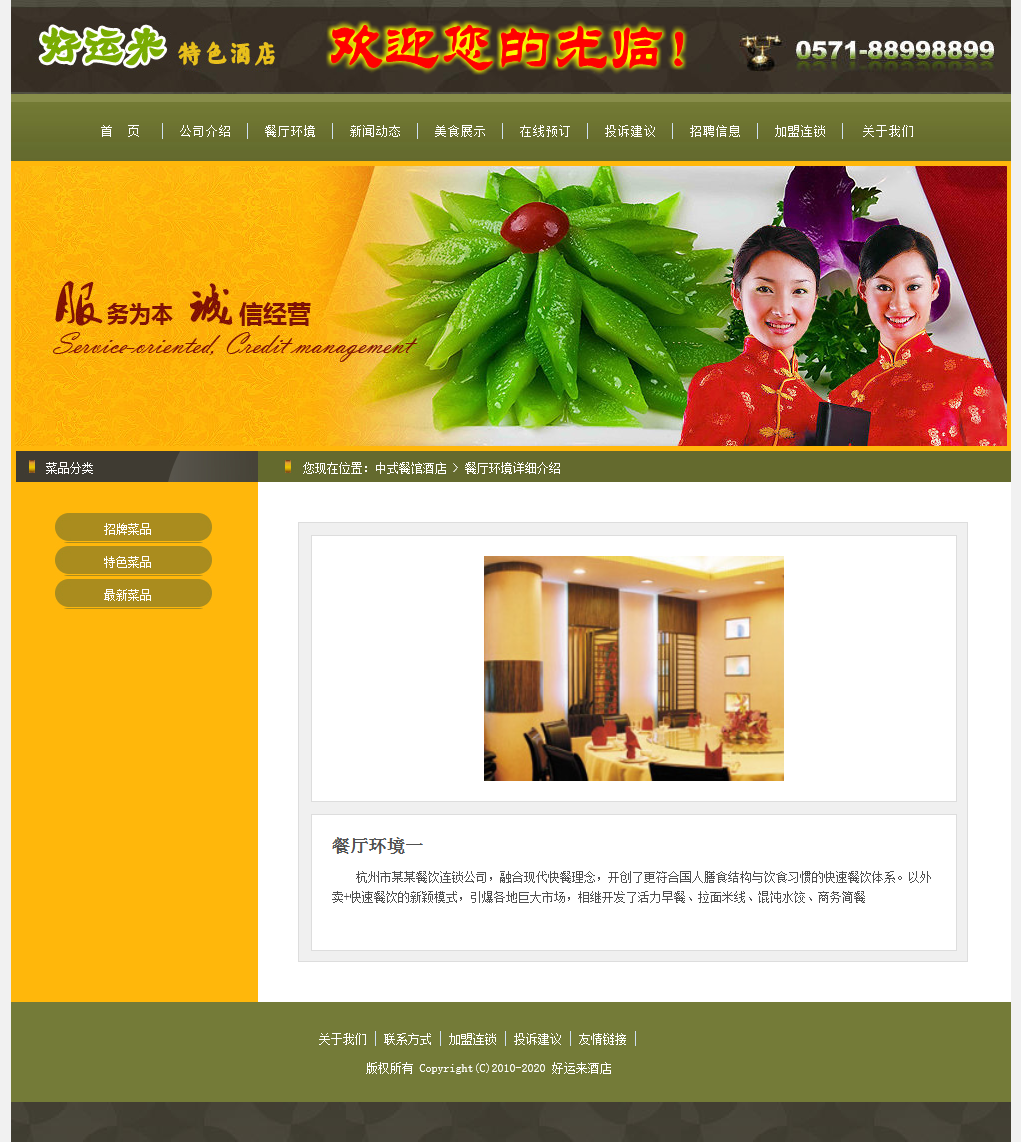 好运来 特色酒店 欢迎您的光临! 0571-88998899
首 页 公司介绍 餐厅环境 新闻动态 美食展示 在线预订 投诉建议 招聘信息 加盟连锁 关于我们
服务为本 诚信经营
Service-oriented, Credit management
菜品分类
您现在位置：中式餐馆酒店 > 餐厅环境详细介绍
招牌菜品
特色菜品
最新菜品
餐厅环境一
杭州市某某餐饮连锁公司，融合现代快餐理念，开创了更符合国人膳食结构与饮食习惯的快速餐饮体系。以外
卖+快速餐饮的新颖模式，引爆各地巨大市场，相继开发了活力早餐、拉面米线、馄饨水饺、商务简餐
关于我们 联系方式 加盟连锁 投诉建议 友情链接
版权所有 Copyright(C)2010-2020 好运来酒店